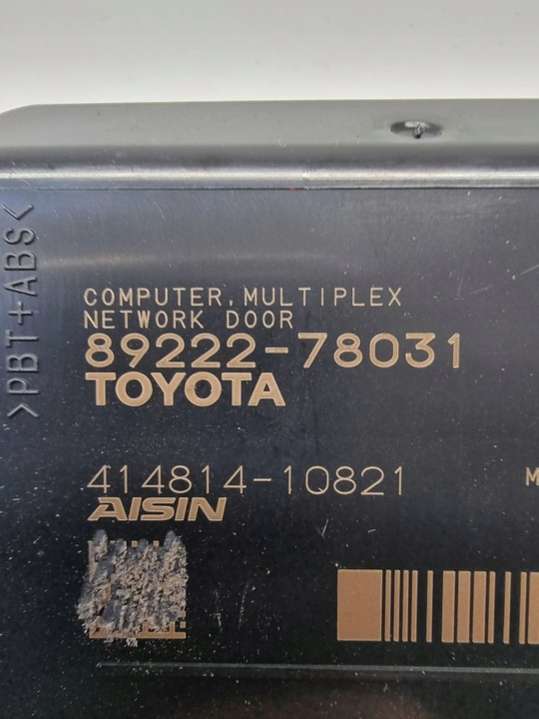 >PBT+ABS<
COMPUTER, MULTIPLEX
NETWORK DOOR
89222-78031
TOYOTA
414814-10821
AISIN
M